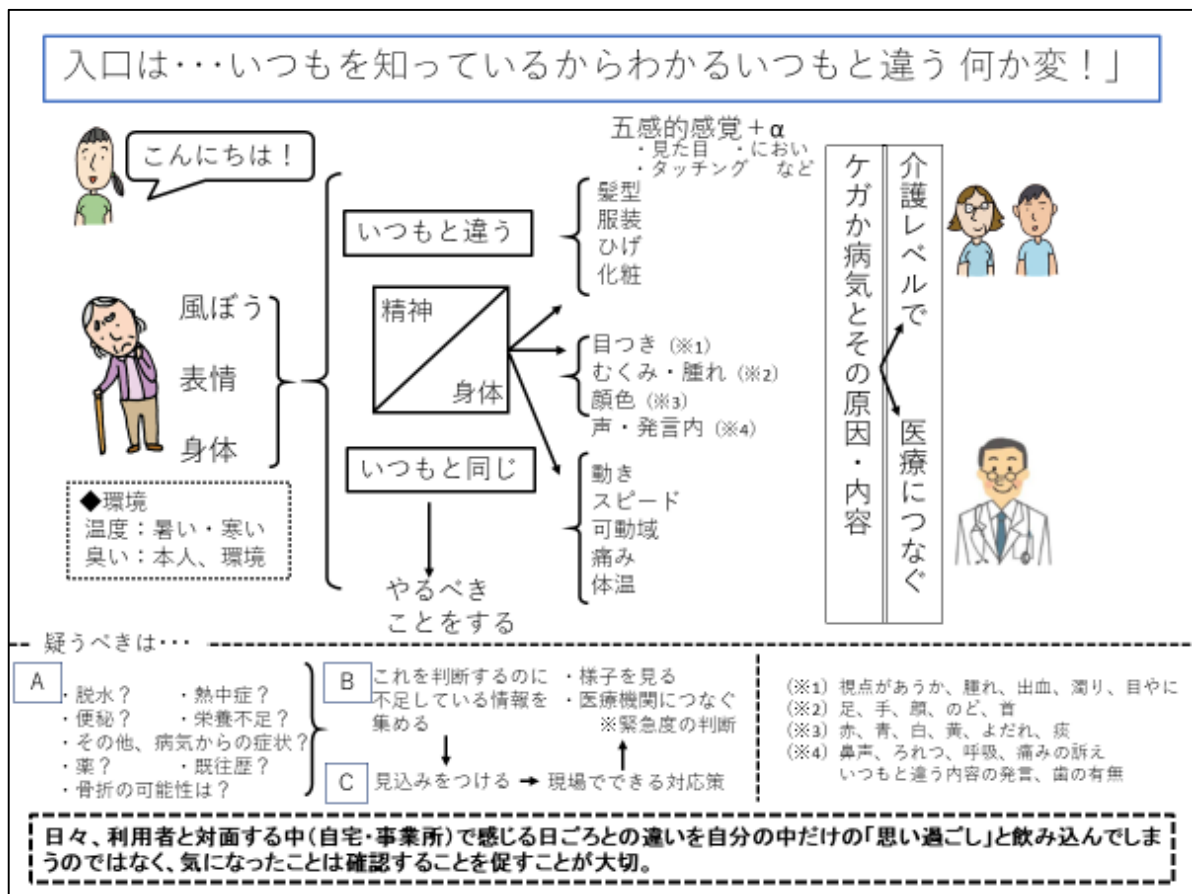 入口は・・・いつもを知っているからわかるいつもと違う 何か変！」
こんにちは！
風ぼう
表情
身体
◆環境
温度：暑い・寒い
臭い：本人、環境
いつもと違う
精神
身体
いつもと同じ
やるべき
ことをする
五感的感覚＋α
・見た目　・におい
・タッチング　など
髪型
服装
ひげ
化粧
目つき（※1）
むくみ・腫れ（※2）
顔色（※3）
声・発言内（※4）
動き
スピード
可動域
痛み
体温
ケガか病気とその原因・内容
介護レベルで
医療につなぐ
疑うべきは・・・
A
・脱水？　・熱中症？
・便秘？　・栄養不足？
・その他、病気からの症状？
・薬？　・既往歴？
・骨折の可能性は？
B
これを判断するのに
不足している情報を
集める
・様子を見る
・医療機関につなぐ
※緊急度の判断
C
見込みをつける
現場でできる対応策
（※1）視点があうか、腫れ、出血、濁り、目やに
（※2）足、手、顔、のど、首
（※3）赤、青、白、黄、よだれ、痰
（※4）鼻声、ろれつ、呼吸、痛みの訴え
いつもと違う内容の発言、歯の有無
日々、利用者と対面する中（自宅・事業所）で感じる日ごろとの違いを自分の中だけの「思い過ごし」と飲み込んでしま
うのではなく、気になったことは確認することを促すことが大切。